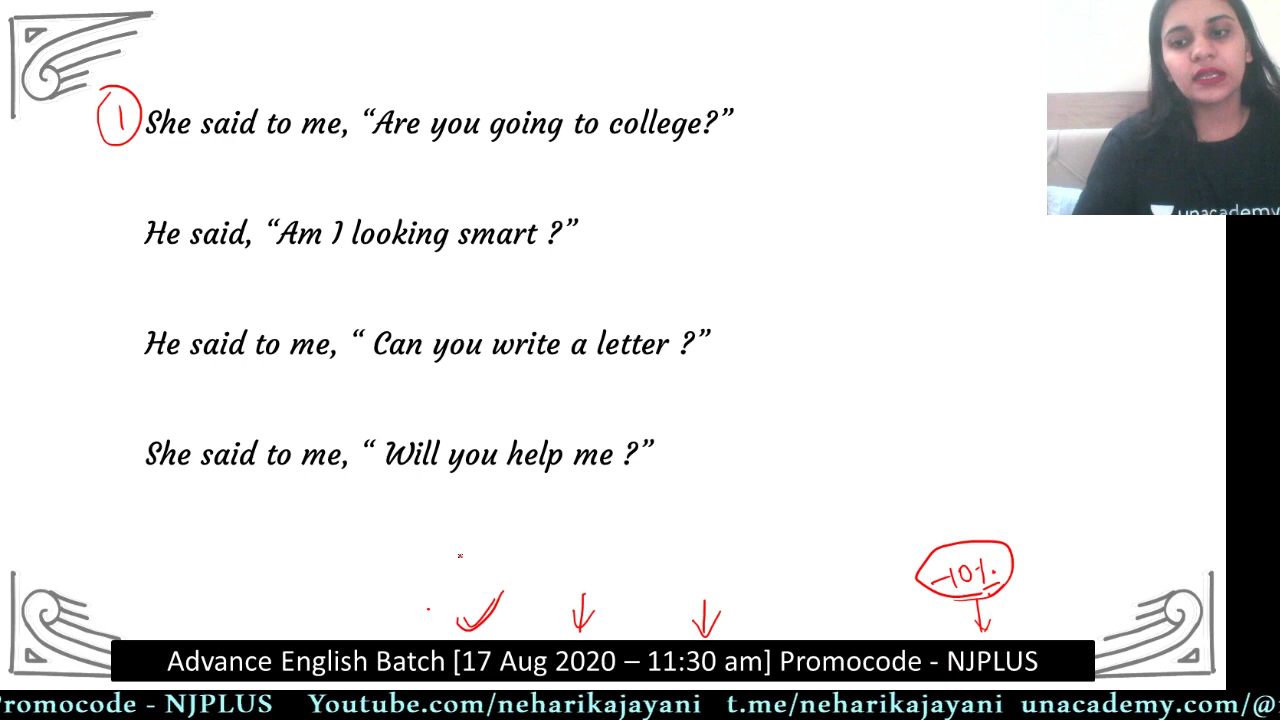 1
She said to me, “Are you going to college?”
He said, “Am I looking smart ?”
He said to me, “ Can you write a letter ?”
She said to me, “ Will you help me ?”
unacademy
-10%.
Advance English Batch [17 Aug 2020 – 11:30 am] Promocode - NJPLUS
Promocode - NJPLUS Youtube.com/neharikajayani t.me/neharikajayani unacademy.com/@